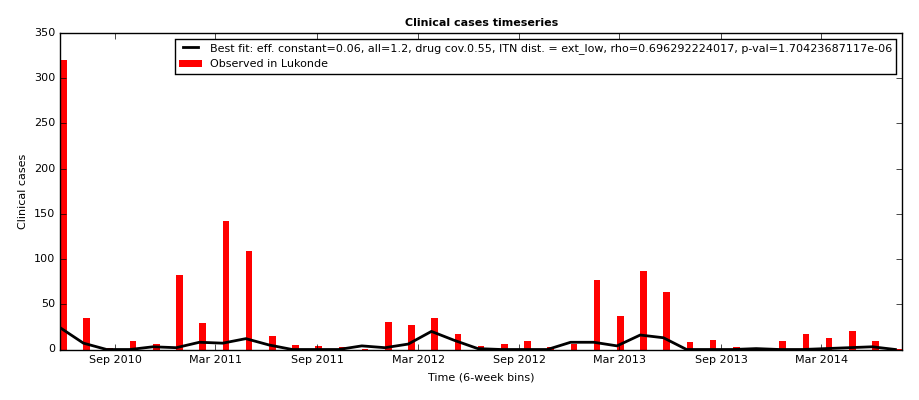 Clinical cases timeseries
Best fit: eff. constant=0.06, all=1.2, drug cov.0.55, ITN dist. = ext_low, rho=0.696292224017, p-val=1.70423687117e-06
Observed in Lukonde
350
300
250
200
150
100
50
0
Clinical cases
Sep 2010 Mar 2011 Sep 2011 Mar 2012 Sep 2012 Mar 2013 Sep 2013 Mar 2014
Time (6-week bins)